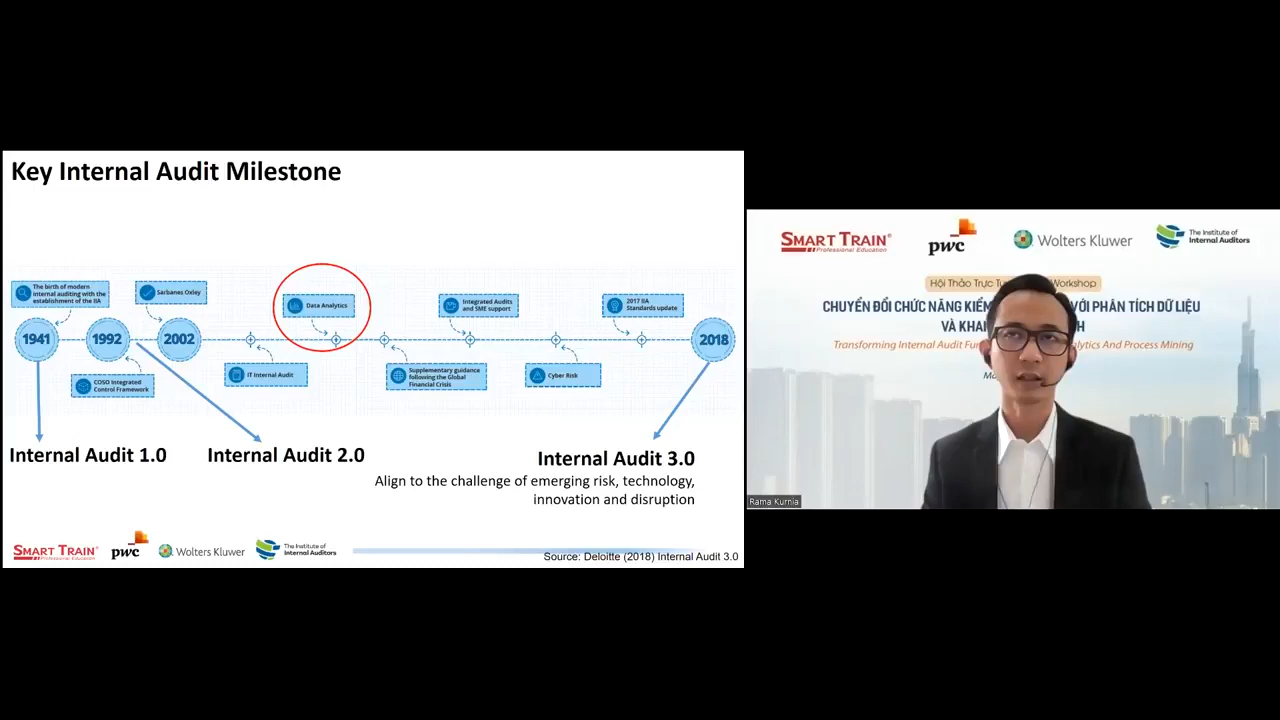 Key Internal Audit Milestone
The birth of modern
internal auditing with the
establishment of the IIA
Sarbanes Oxley
Data Analytics
Integrated Audits
and SME support
2017 IIA
Standards update
1941
1992
2002
2018
COSO Integrated
Control Framework
IT Internal Audit
Supplementary guidance
following the Global
Financial Crisis
Cyber Risk
Internal Audit 1.0
Internal Audit 2.0
Internal Audit 3.0
Align to the challenge of emerging risk, technology,
innovation and disruption
SMART TRAIN®
Professional Education
pwc
Wolters Kluwer
The Institute of
Internal Auditors
Source: Deloitte (2018) Internal Audit 3.0
SMART TRAIN®
Professional Education
pwc
Wolters Kluwer
The Institute of
Internal Auditors
Hội Thảo Trực Workshop
CHUYỂN ĐỔI CHỨC NĂNG VỚI PHÂN TÍCH DỮ LIỆU
VÀ
Transforming Internal Audit And Process Mining
Rama Kurnia